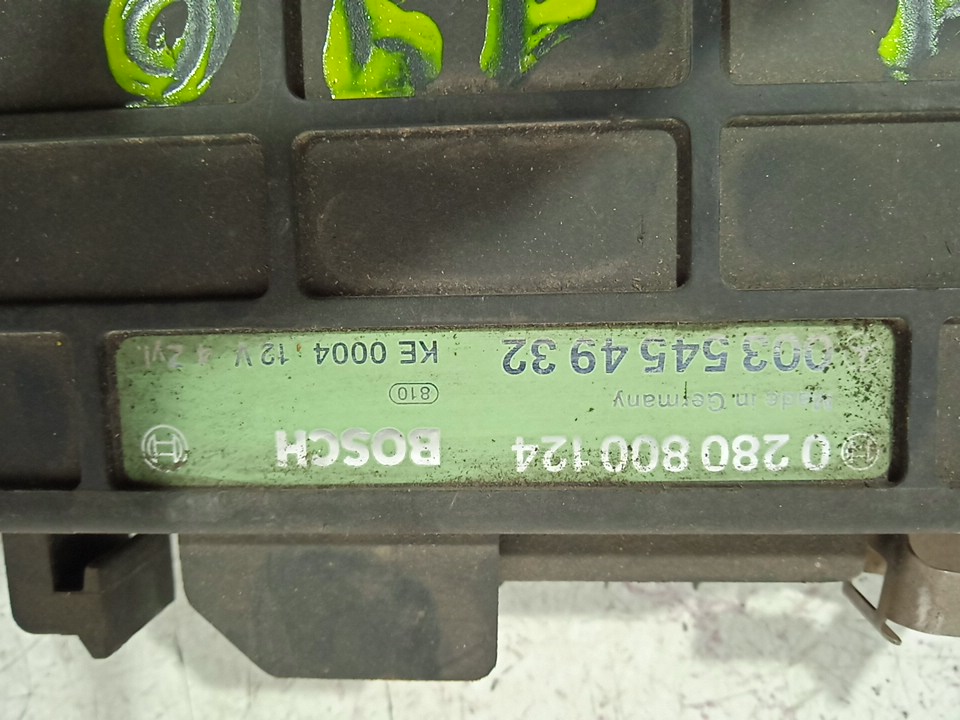 0 280 800 124 BOSCH
Made in Germany 810
003 545 49 32 KE 0004 12 V 4 Zyl.